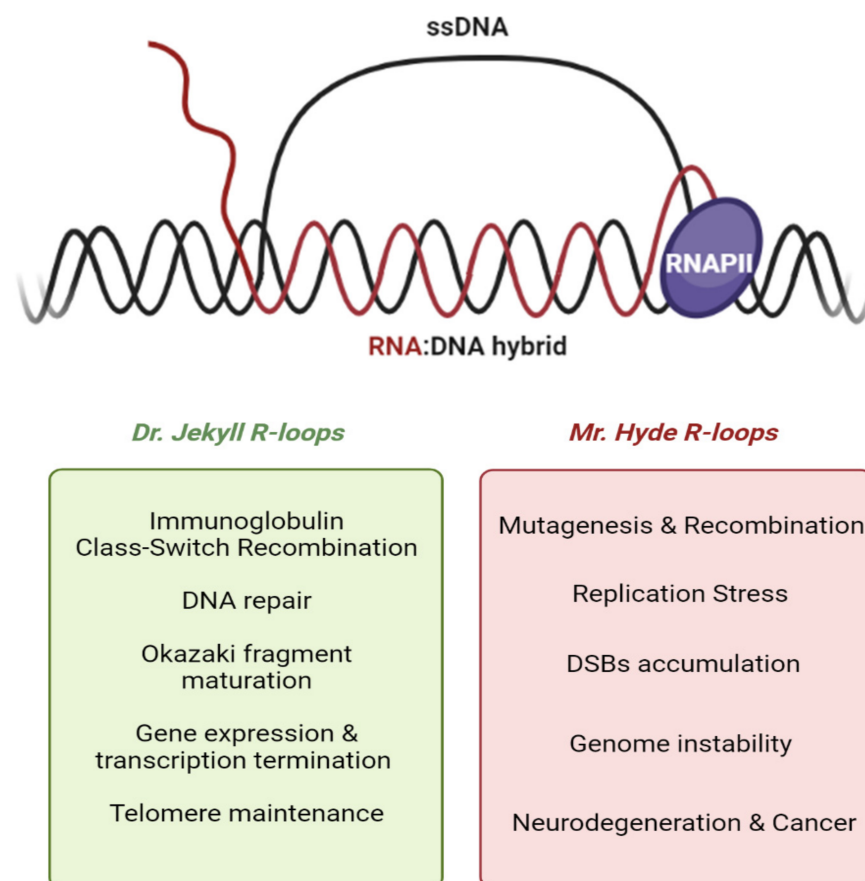 ssDNA
RNAPII
RNA:DNA hybrid
Dr. Jekyll R-loops
Immunoglobulin
Class-Switch Recombination
DNA repair
Okazaki fragment
maturation
Gene expression &
transcription termination
Telomere maintenance
Mr. Hyde R-loops
Mutagenesis & Recombination
Replication Stress
DSBs accumulation
Genome instability
Neurodegeneration & Cancer